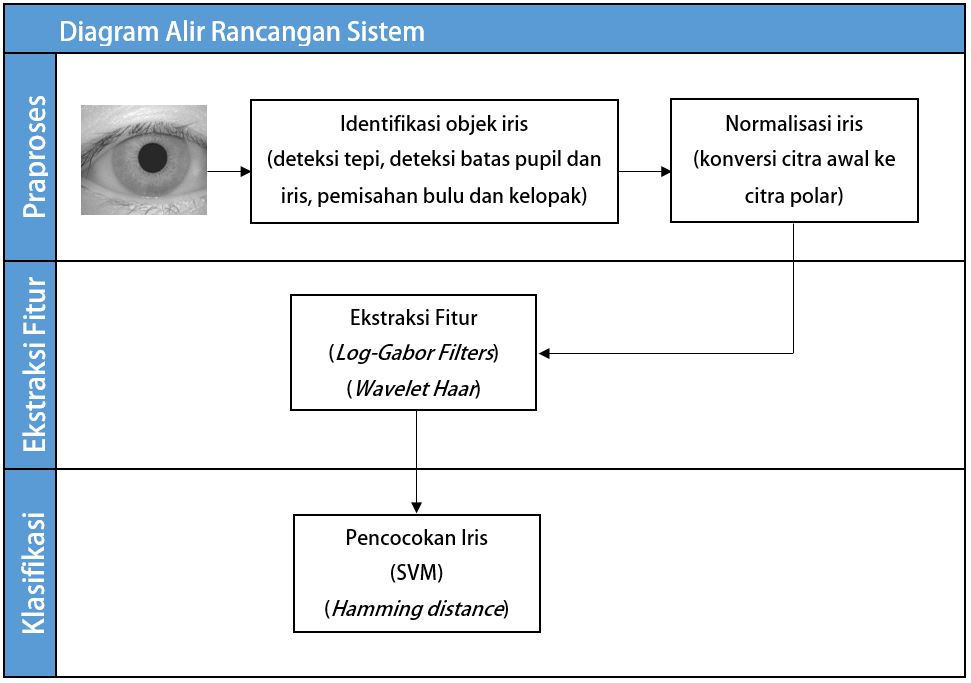 Diagram Alir Rancangan Sistem
Praproses
Identifikasi objek iris
(deteksi tepi, deteksi batas pupil dan
iris, pemisahan bulu dan kelopak)
Normalisasi iris
(konversi citra awal ke
citra polar)
Ekstraksi Fitur
Ekstraksi Fitur
(Log-Gabor Filters)
(Wavelet Haar)
Klasifikasi
Pencocokan Iris
(SVM)
(Hamming distance)